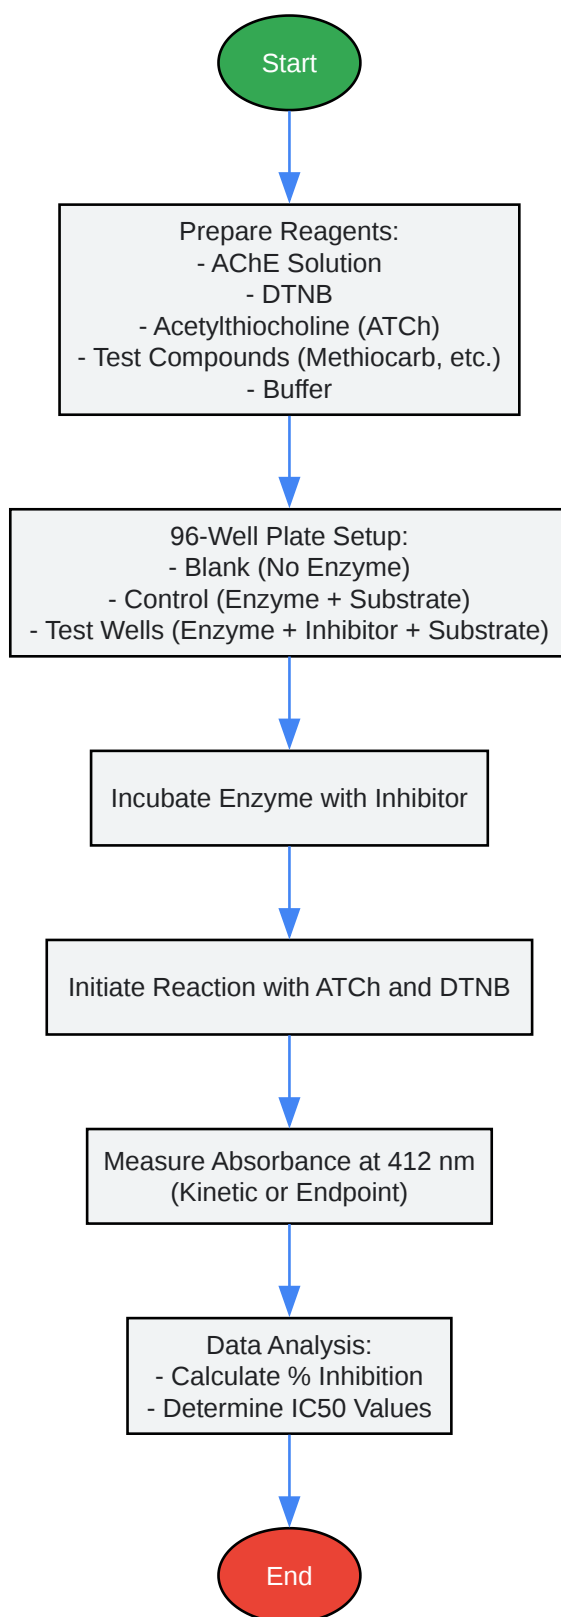 Start
Prepare Reagents:
- AChE Solution
- DTNB
- Acetylthiocholine (ATCh)
- Test Compounds (Methiocarb, etc.)
- Buffer
96-Well Plate Setup:
- Blank (No Enzyme)
- Control (Enzyme + Substrate)
- Test Wells (Enzyme + Inhibitor + Substrate)
Incubate Enzyme with Inhibitor
Initiate Reaction with ATCh and DTNB
Measure Absorbance at 412 nm
(Kinetic or Endpoint)
Data Analysis:
- Calculate % Inhibition
- Determine IC50 Values
End